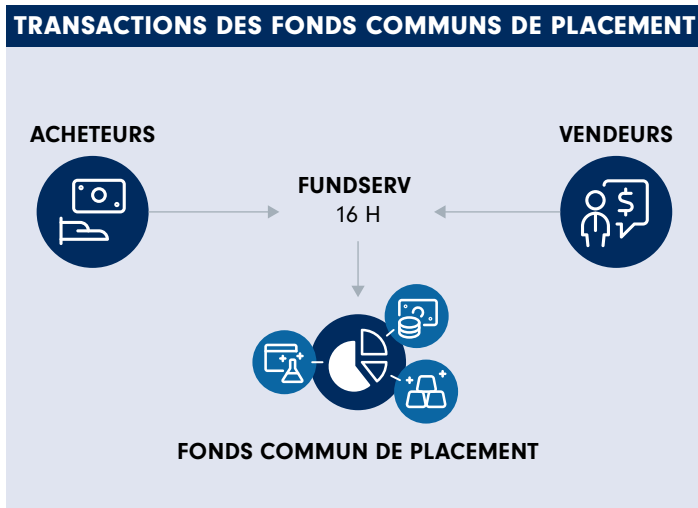 TRANSACTIONS DES FONDS COMMUNS DE PLACEMENT
ACHETEURS
VENDEURS
FUNDSERV
16 H
$
FONDS COMMUN DE PLACEMENT